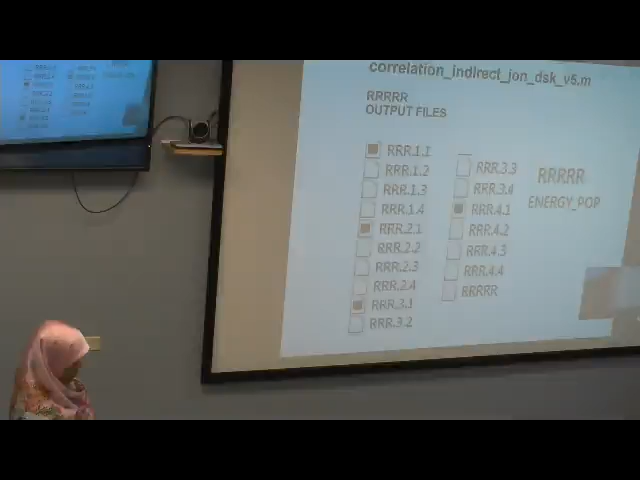 correlation_indirect_jon_dsk_v5.m
RRRRR
OUTPUT FILES
RRR.1.1
RRR.1.2
RRR.1.3
RRR.1.4
RRR.2.1
RRR.2.2
RRR.2.3
RRR.2.4
RRR.3.1
RRR.3.2
RRR.3.3
RRR.3.4
RRR.4.1
RRR.4.2
RRR.4.3
RRR.4.4
RRRRR
RRRRR
ENERGY_POP